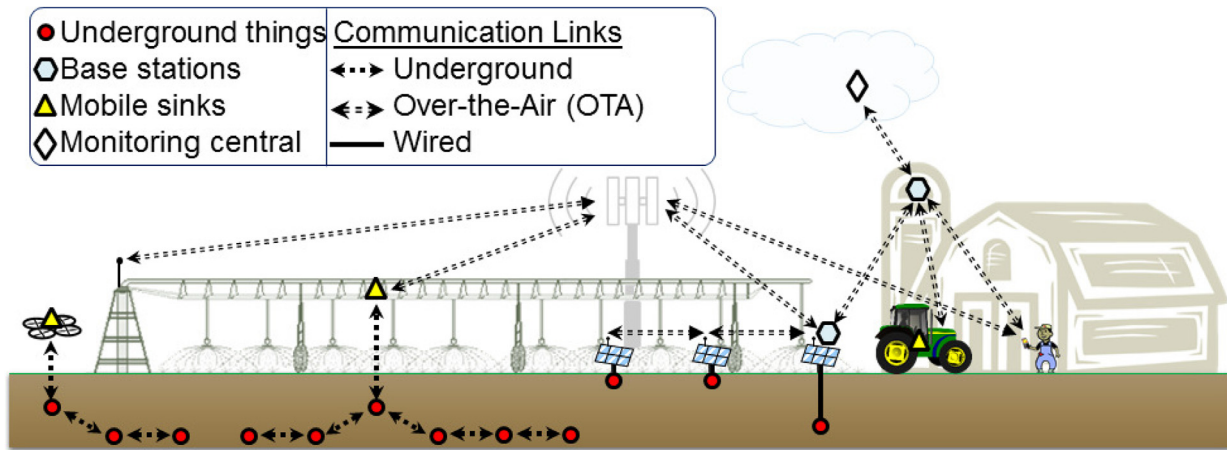 Underground things
Base stations
Mobile sinks
Monitoring central
Communication Links
Underground
Over-the-Air (OTA)
Wired